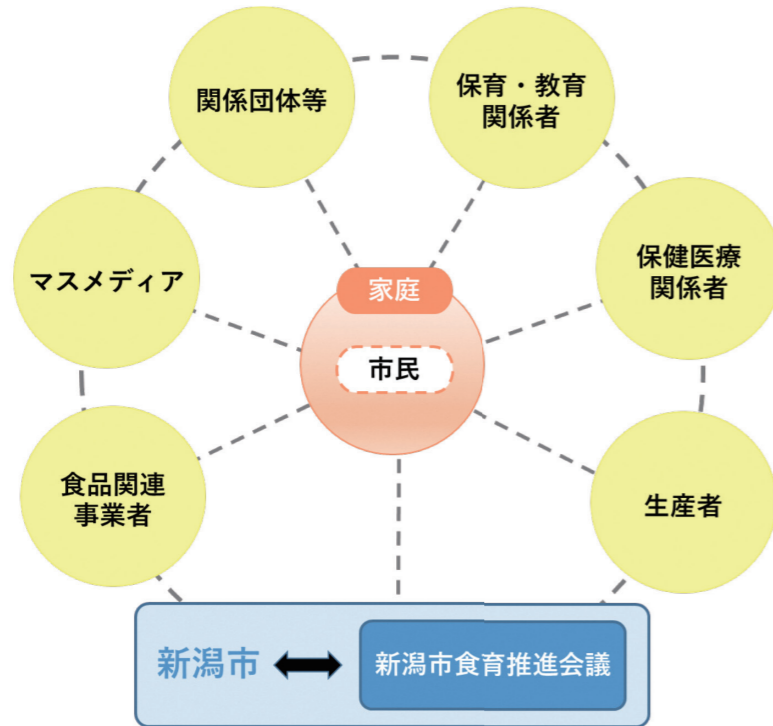 関係団体等
保育・教育
関係者
マスメディア
保健医療
関係者
家庭
市民
食品関連
事業者
生産者
新潟市
新潟市食育推進会議